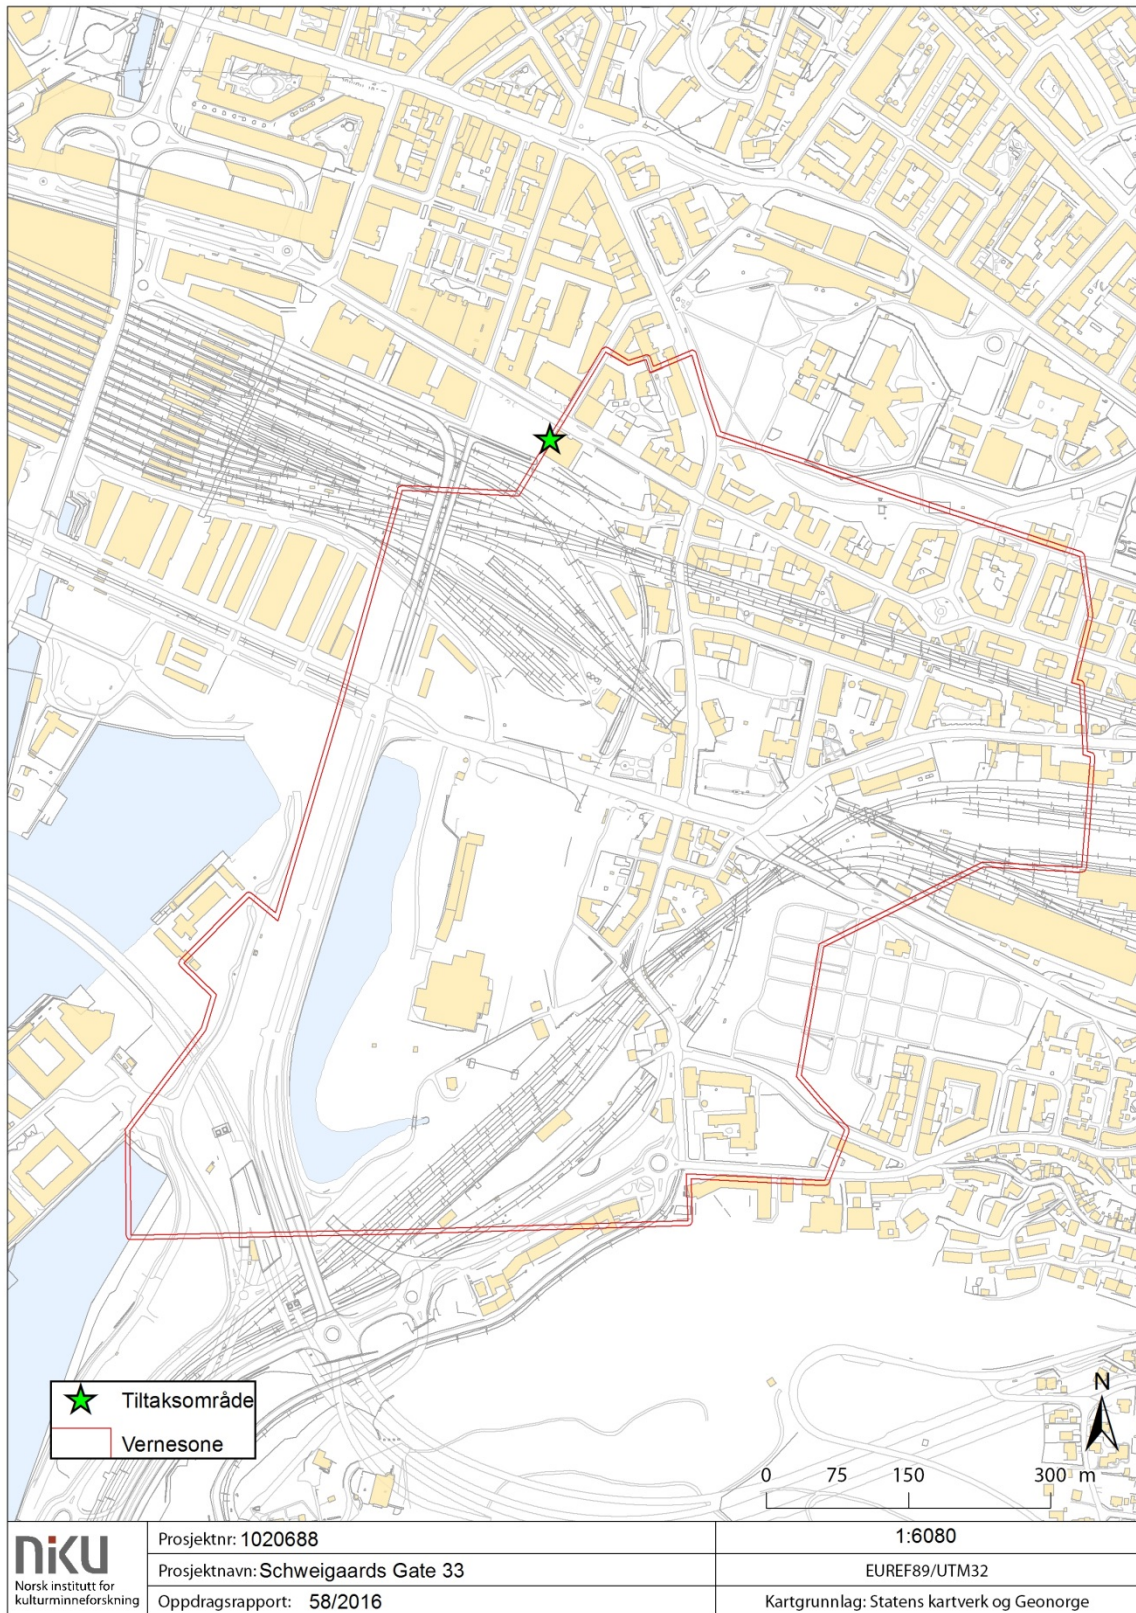 Tiltaksområde
Vernesone
N
0 75 150 300 m
niku
Norsk institutt for
kulturminneforskning
Prosjektnr: 1020688
Prosjektnavn: Schweigaards Gate 33
Oppdragsrapport: 58/2016
1:6080
EUREF89/UTM32
Kartgrunnlag: Statens kartverk og Geonorge